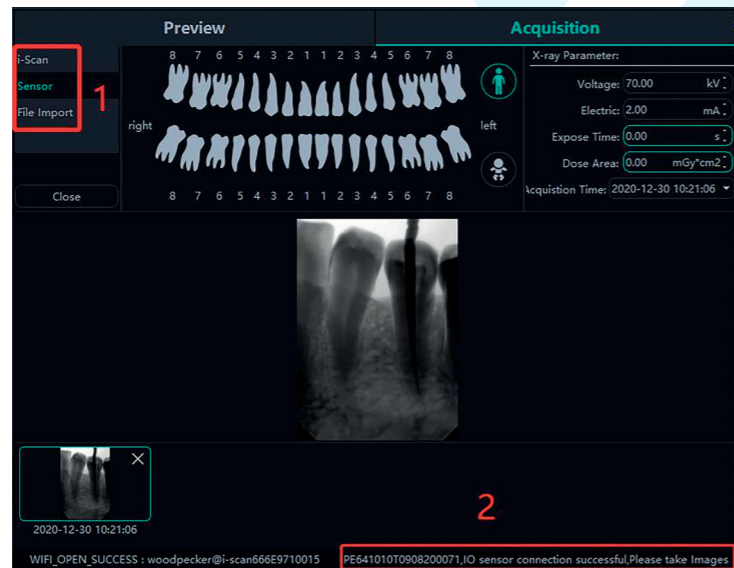 Preview
Acquisition
i-Scan
Sensor
File Import
1
Close
8 7 6 5 4 3 2 1 1 2 3 4 5 6 7 8
right
left
8 7 6 5 4 3 2 1 1 2 3 4 5 6 7 8
X-ray Parameter:
Voltage: 70.00 kV
Electric: 2.00 mA
Expose Time: 0.00 s
Dose Area: 0.00 mGy*cm2
Acquistion Time: 2020-12-30 10:21:06
2020-12-30 10:21:06
2
WIFI_OPEN_SUCCESS : woodpecker@i-scan666E9710015
PE641010T0908200071,IO sensor connection successful,Please take Images